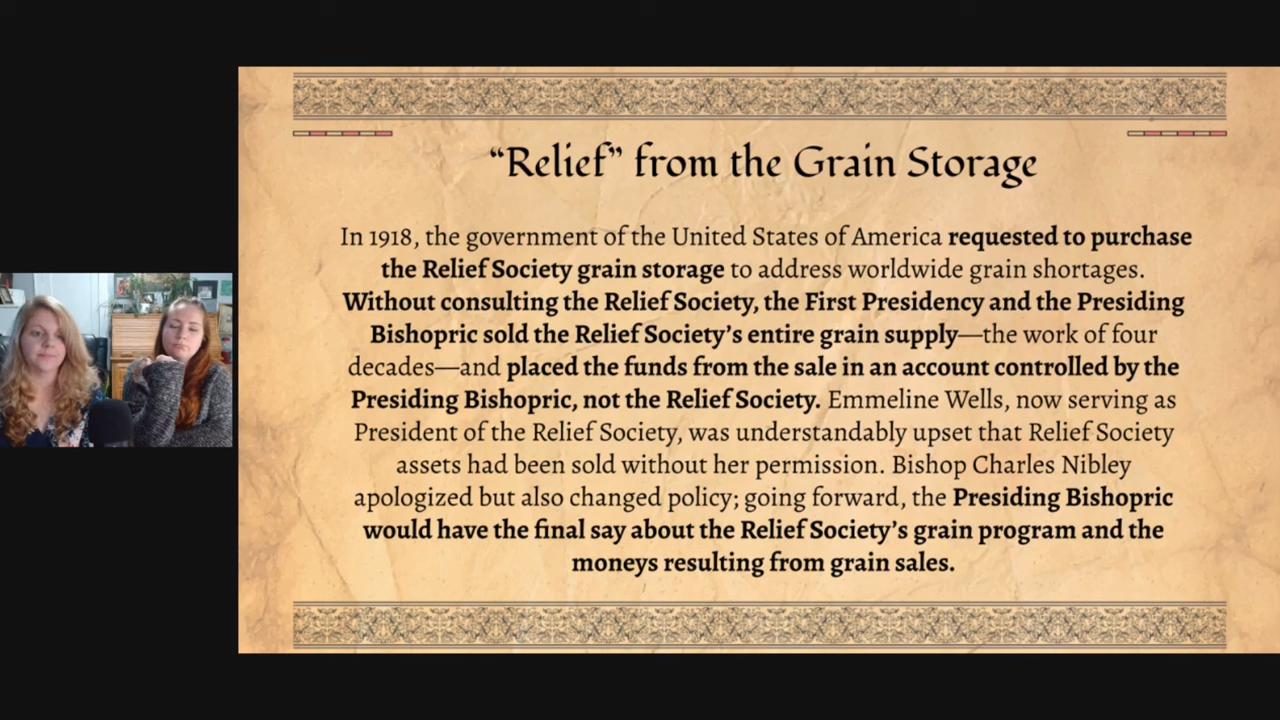 “Relief” from the Grain Storage
In 1918, the government of the United States of America requested to purchase
the Relief Society grain storage to address worldwide grain shortages.
Without consulting the Relief Society, the First Presidency and the Presiding
Bishopric sold the Relief Society’s entire grain supply—the work of four
decades—and placed the funds from the sale in an account controlled by the
Presiding Bishopric, not the Relief Society. Emmeline Wells, now serving as
President of the Relief Society, was understandably upset that Relief Society
assets had been sold without her permission. Bishop Charles Nibley
apologized but also changed policy; going forward, the Presiding Bishopric
would have the final say about the Relief Society’s grain program and the
moneys resulting from grain sales.